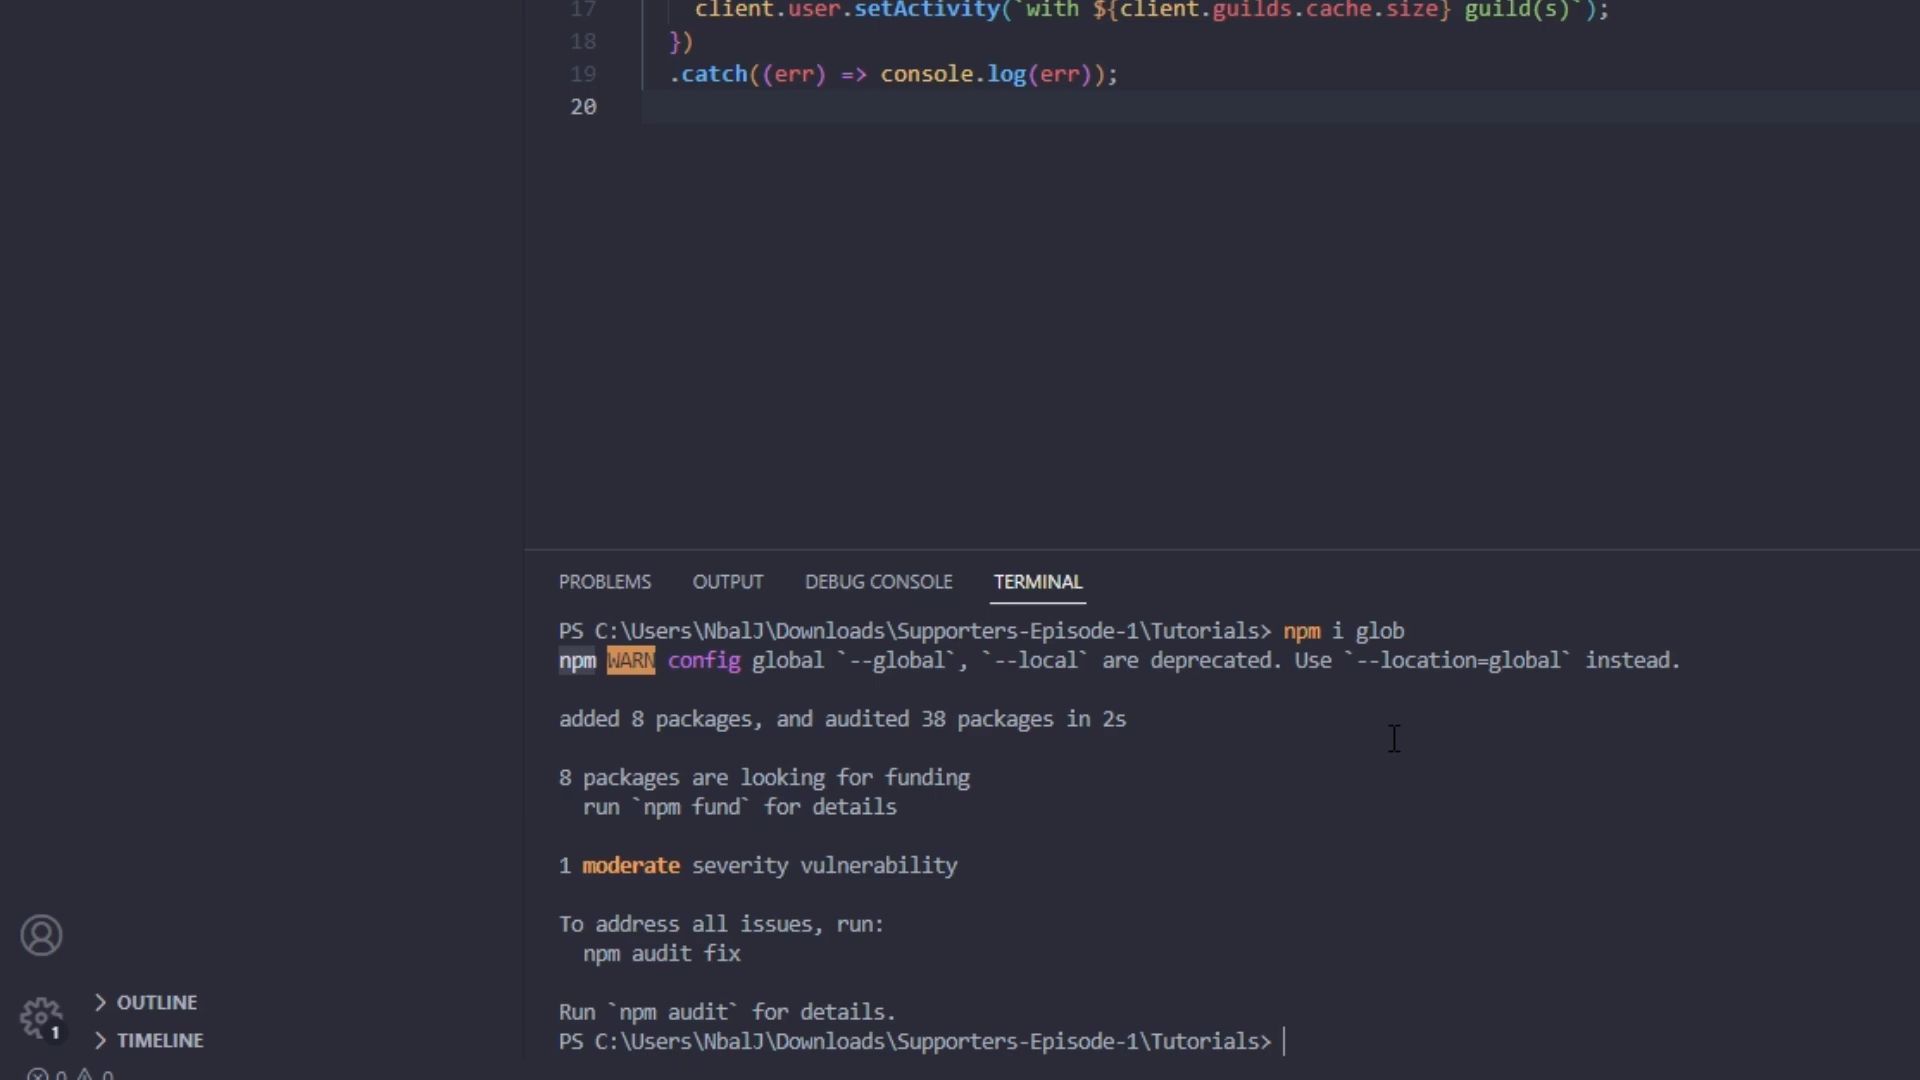 17 client.user.setActivity(`with ${client.guilds.cache.size} guild(s)`);
18 })
19 .catch((err) => console.log(err));
20
PROBLEMS OUTPUT DEBUG CONSOLE TERMINAL
PS C:\Users\NbalJ\Downloads\Supporters-Episode-1\Tutorials> npm i glob
npm WARN config global `--global`, `--local` are deprecated. Use `--location=global` instead.
added 8 packages, and audited 38 packages in 2s
8 packages are looking for funding
run `npm fund` for details
1 moderate severity vulnerability
To address all issues, run:
npm audit fix
Run `npm audit` for details.
PS C:\Users\NbalJ\Downloads\Supporters-Episode-1\Tutorials>
1
OUTLINE
TIMELINE
0 0